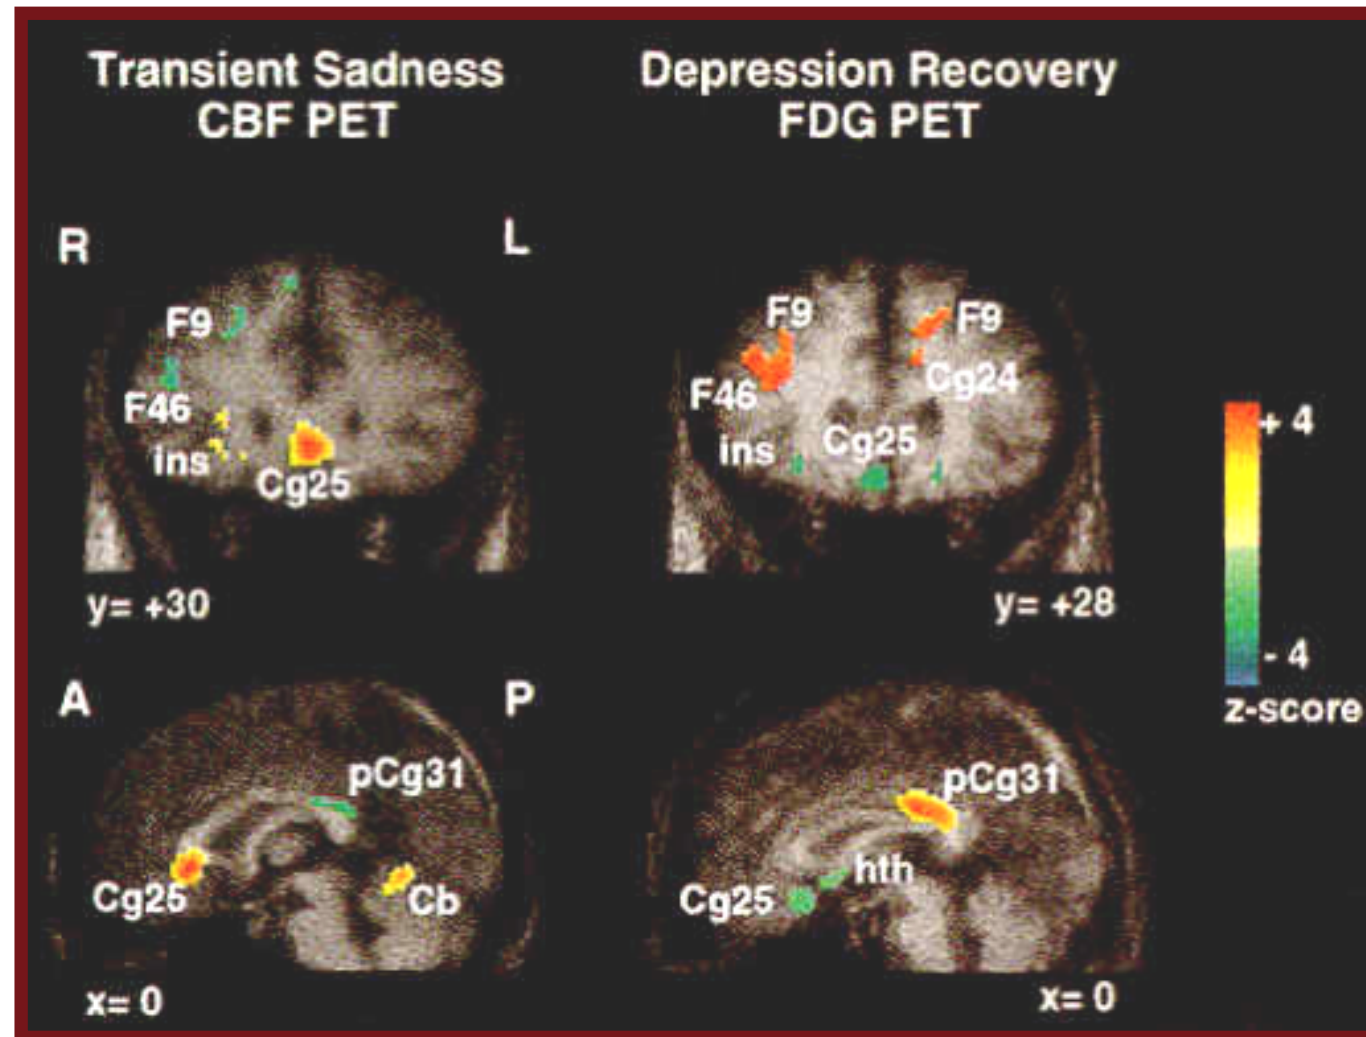 Transient Sadness
CBF PET
Depression Recovery
FDG PET
R
L
F9
F46
ins
Cg25
y= +30
F9
F9
Cg24
F46
ins
Cg25
y= +28
+ 4
- 4
z-score
A
P
pCg31
Cg25
Cb
x= 0
pCg31
hth
Cg25
x= 0